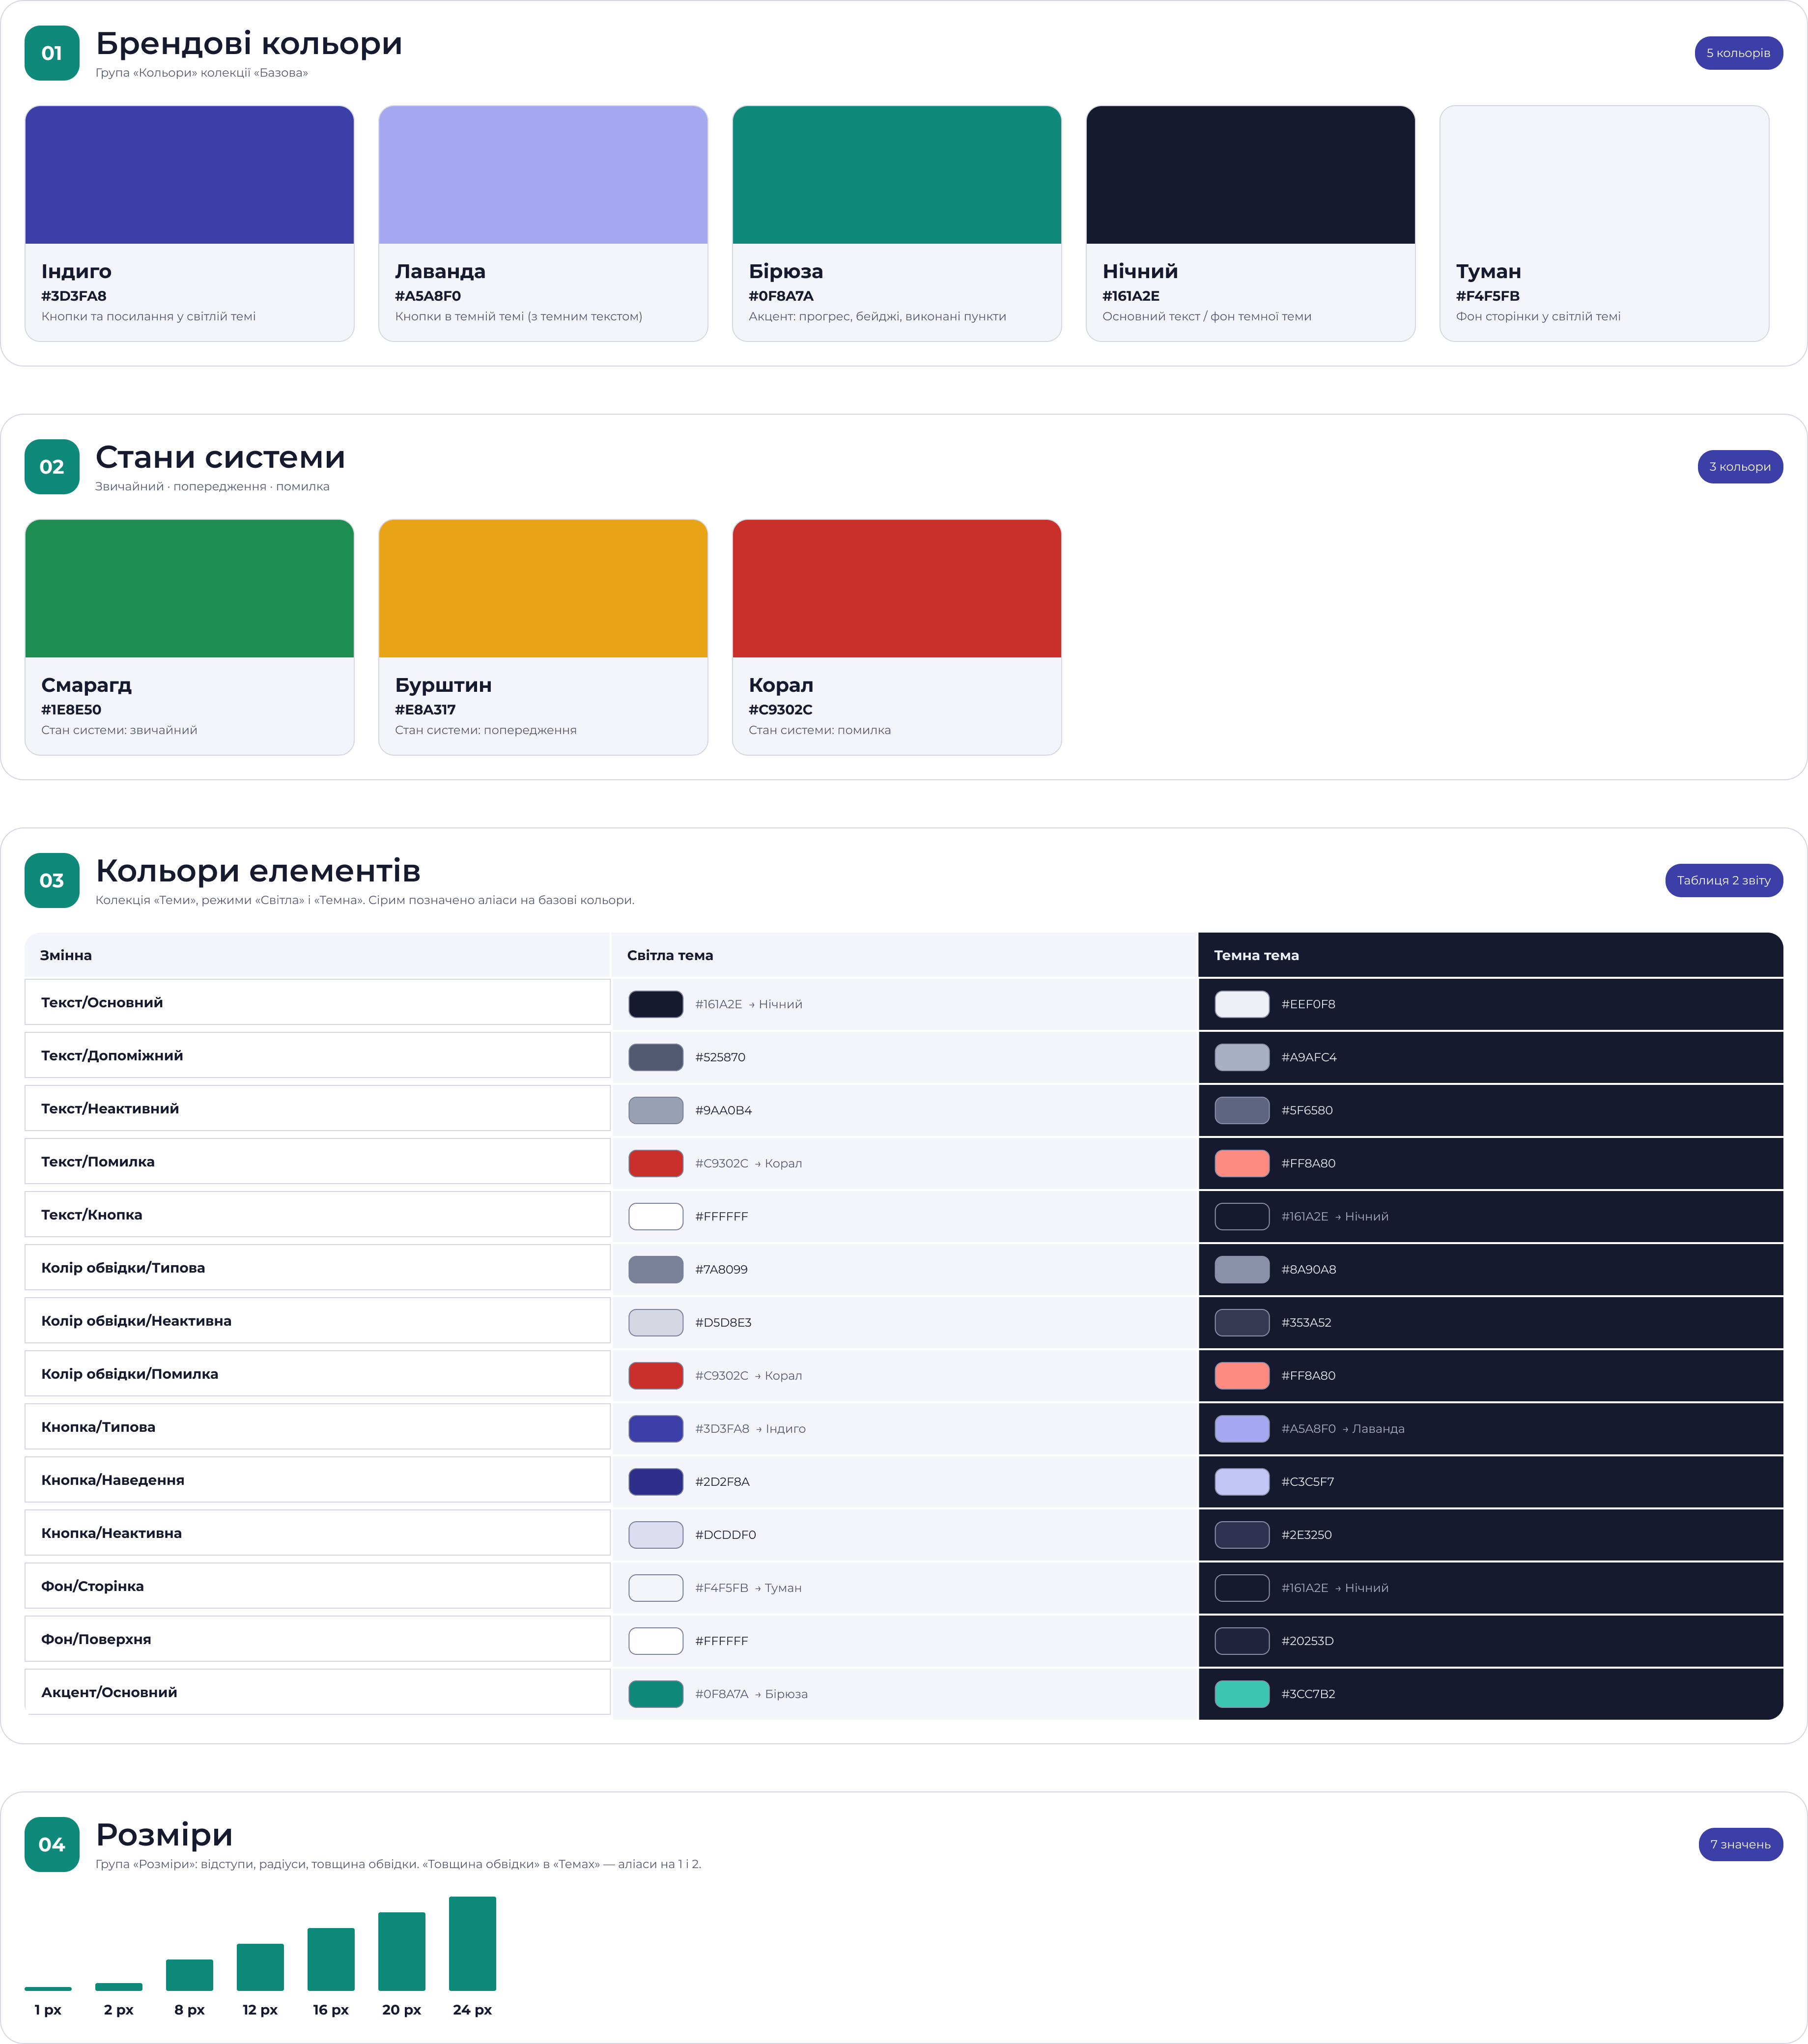 01
Брендові кольори
Група «Кольори» колекції «Базова»
5 кольорів
Індиго
#3D3FA8
Кнопки та посилання у світлій темі
Лаванда
#A5A8F0
Кнопки в темній темі (з темним текстом)
Бірюза
#0F8A7A
Акцент: прогрес, бейджі, виконані пункти
Нічний
#161A2E
Основний текст / фон темної теми
Туман
#F4F5FB
Фон сторінки у світлій темі
02
Стани системи
Звичайний · попередження · помилка
3 кольори
Смарагд
#1E8E50
Стан системи: звичайний
Бурштин
#E8A317
Стан системи: попередження
Корал
#C9302C
Стан системи: помилка
03
Кольори елементів
Колекція «Теми», режими «Світла» і «Темна». Сірим позначено аліаси на базові кольори.
Таблиця 2 звіту
Змінна Світла тема Темна тема
Текст/Основний #161A2E → Нічний #EEF0F8
Текст/Допоміжний #525870 #A9AFC4
Текст/Неактивний #9AA0B4 #5F6580
Текст/Помилка #C9302C → Корал #FF8A80
Текст/Кнопка #FFFFFF #161A2E → Нічний
Колір обвідки/Типова #7A8099 #8A90A8
Колір обвідки/Неактивна #D5D8E3 #353A52
Колір обвідки/Помилка #C9302C → Корал #FF8A80
Кнопка/Типова #3D3FA8 → Індиго #A5A8F0 → Лаванда
Кнопка/Наведення #2D2F8A #C3C5F7
Кнопка/Неактивна #DCDDF0 #2E3250
Фон/Сторінка #F4F5FB → Туман #161A2E → Нічний
Фон/Поверхня #FFFFFF #20253D
Акцент/Основний #0F8A7A → Бірюза #3CC7B2
04
Розміри
Група «Розміри»: відступи, радіуси, товщина обвідки. «Товщина обвідки» в «Темах» — аліаси на 1 і 2.
7 значень
1 px 2 px 8 px 12 px 16 px 20 px 24 px